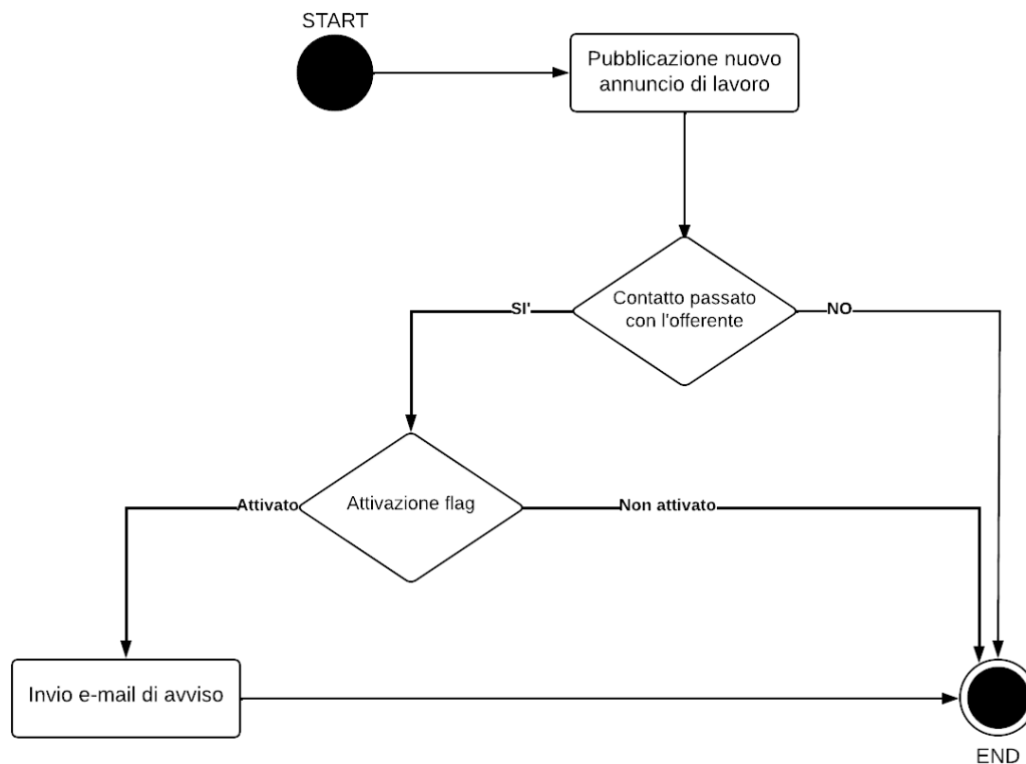 START
Pubblicazione nuovo
annuncio di lavoro
Contatto passato
con l'offerente
SI'
NO
Attivazione flag
Attivato
Non attivato
Invio e-mail di avviso
END